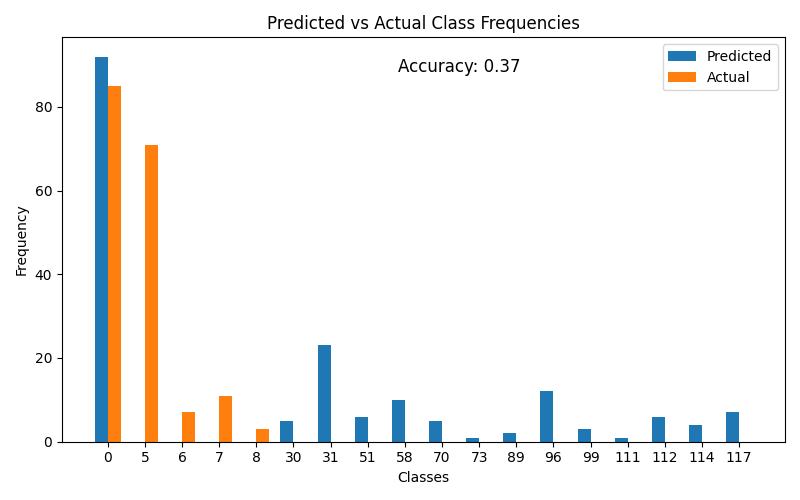 Predicted vs Actual Class Frequencies
Accuracy: 0.37
Predicted
Actual
Frequency
80
60
40
20
0
0 5 6 7 8 30 31 51 58 70 73 89 96 99 111 112 114 117
Classes